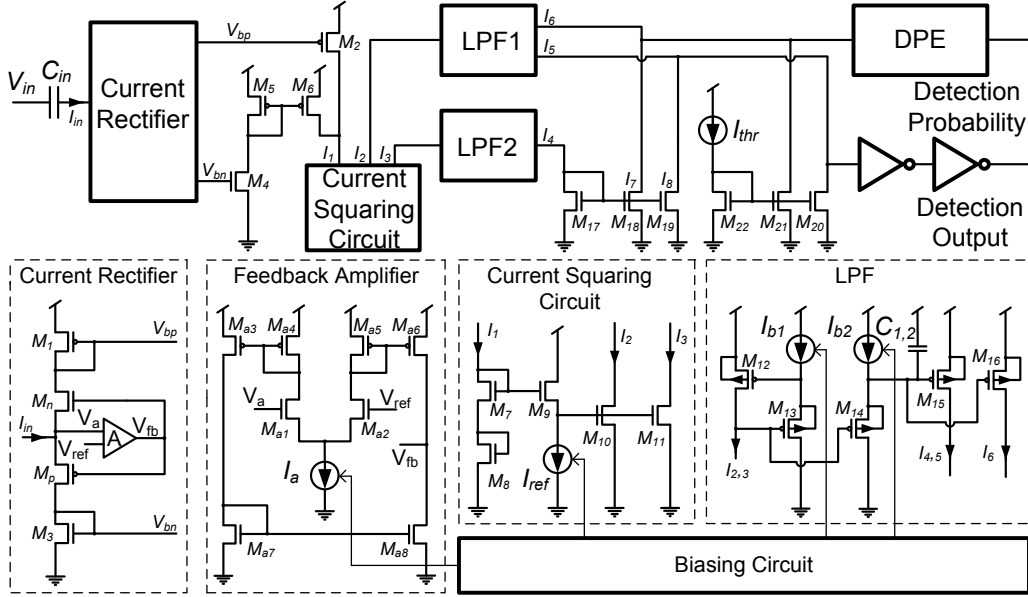 V_in C_in I_in
Current Rectifier
V_bp
V_bn
M_2
M_5 M_6
M_4
I_1 I_2 I_3
Current Squaring Circuit
LPF1
I_6
I_5
LPF2
I_4
I_7 I_8
M_17 M_18 M_19
I_thr
M_22 M_21 M_20
DPE
Detection Probability
Detection Output
Current Rectifier
M_1
V_bp
M_n
I_in
V_a
V_ref
A
V_fb
M_p
M_3
V_bn
Feedback Amplifier
M_a3 M_a4 M_a5 M_a6
V_a
V_ref
M_a1 M_a2
I_a
V_fb
M_a7 M_a8
Current Squaring Circuit
I_1 I_2 I_3
M_7 M_9
M_10 M_11
M_8
I_ref
LPF
I_b1 I_b2 C_1,2
M_12 M_16
M_13 M_14 M_15
I_2,3 I_4,5 I_6
Biasing Circuit